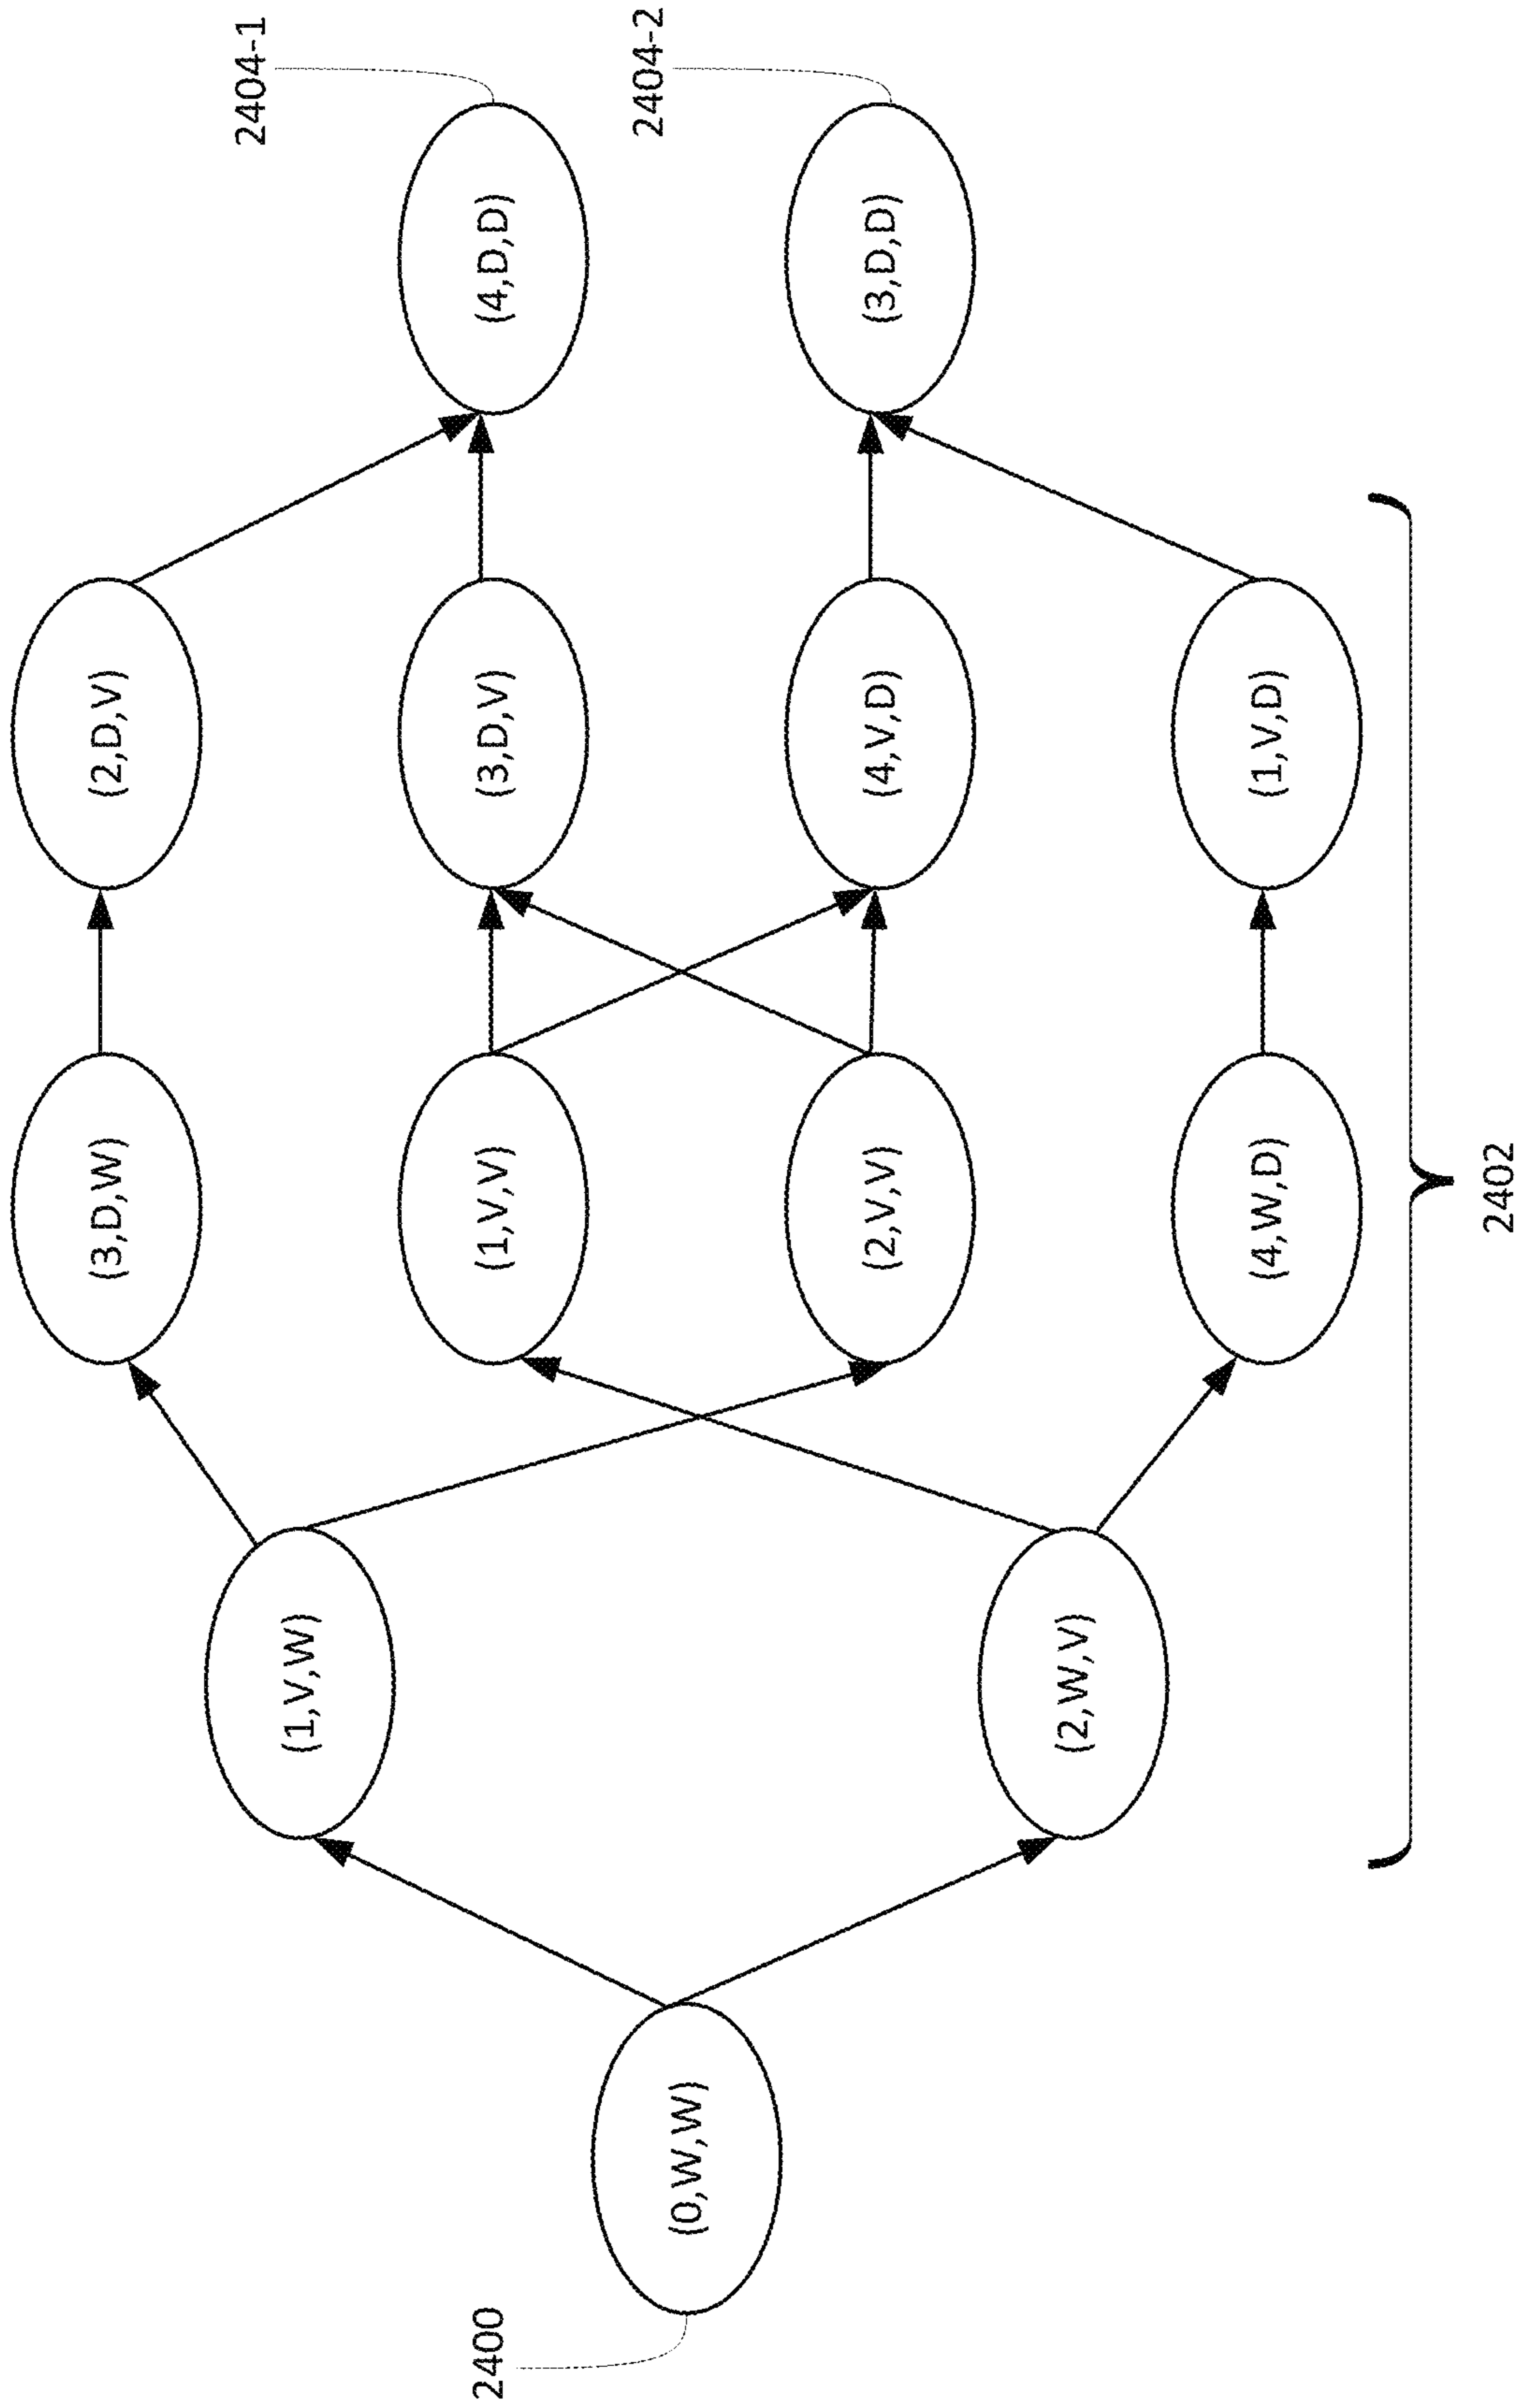 (3,D,W)
(2,D,V)
2404-1
(1,V,W)
2400
(1,V,V)
(3,D,V)
(4,D,D)
2404-2
(0,W,W)
(2,V,V)
(4,V,D)
(3,D,D)
(2,W,V)
(4,W,D)
(1,V,D)
2402